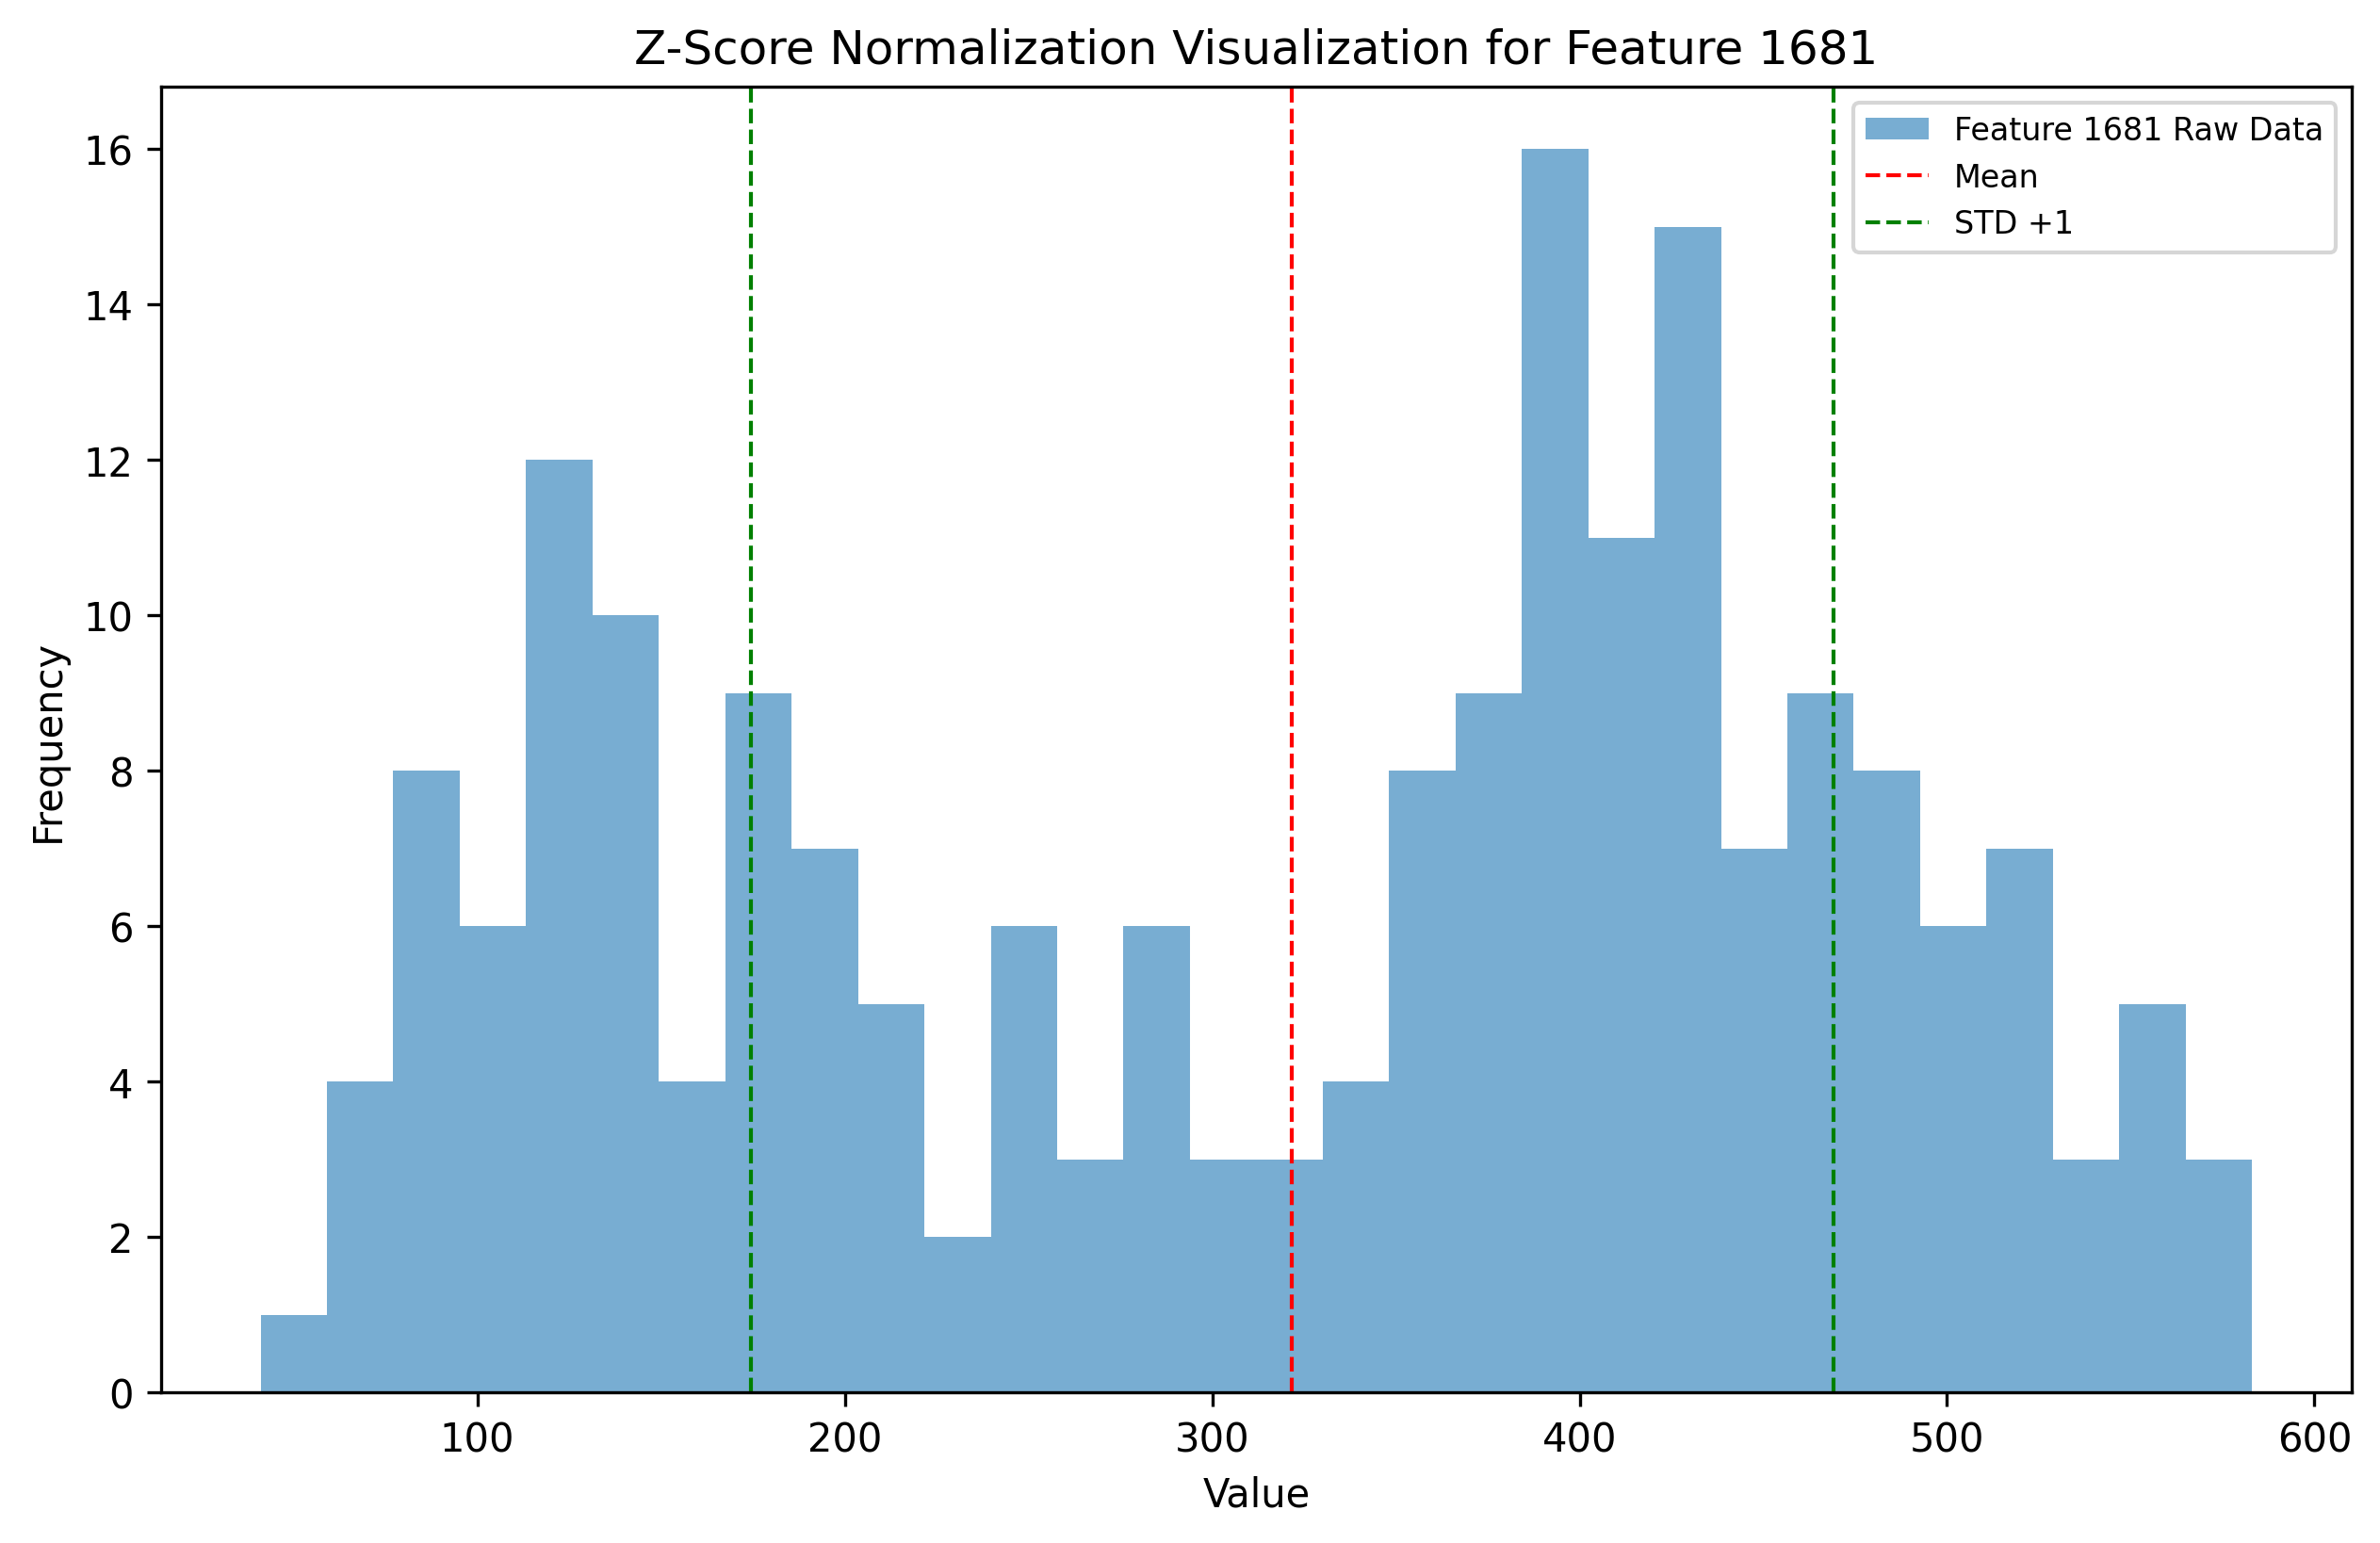 Z-Score Normalization Visualization for Feature 1681
Feature 1681 Raw Data
Mean
STD +1
16
14
12
10
8
6
4
2
0
Frequency
100 200 300 400 500 600
Value